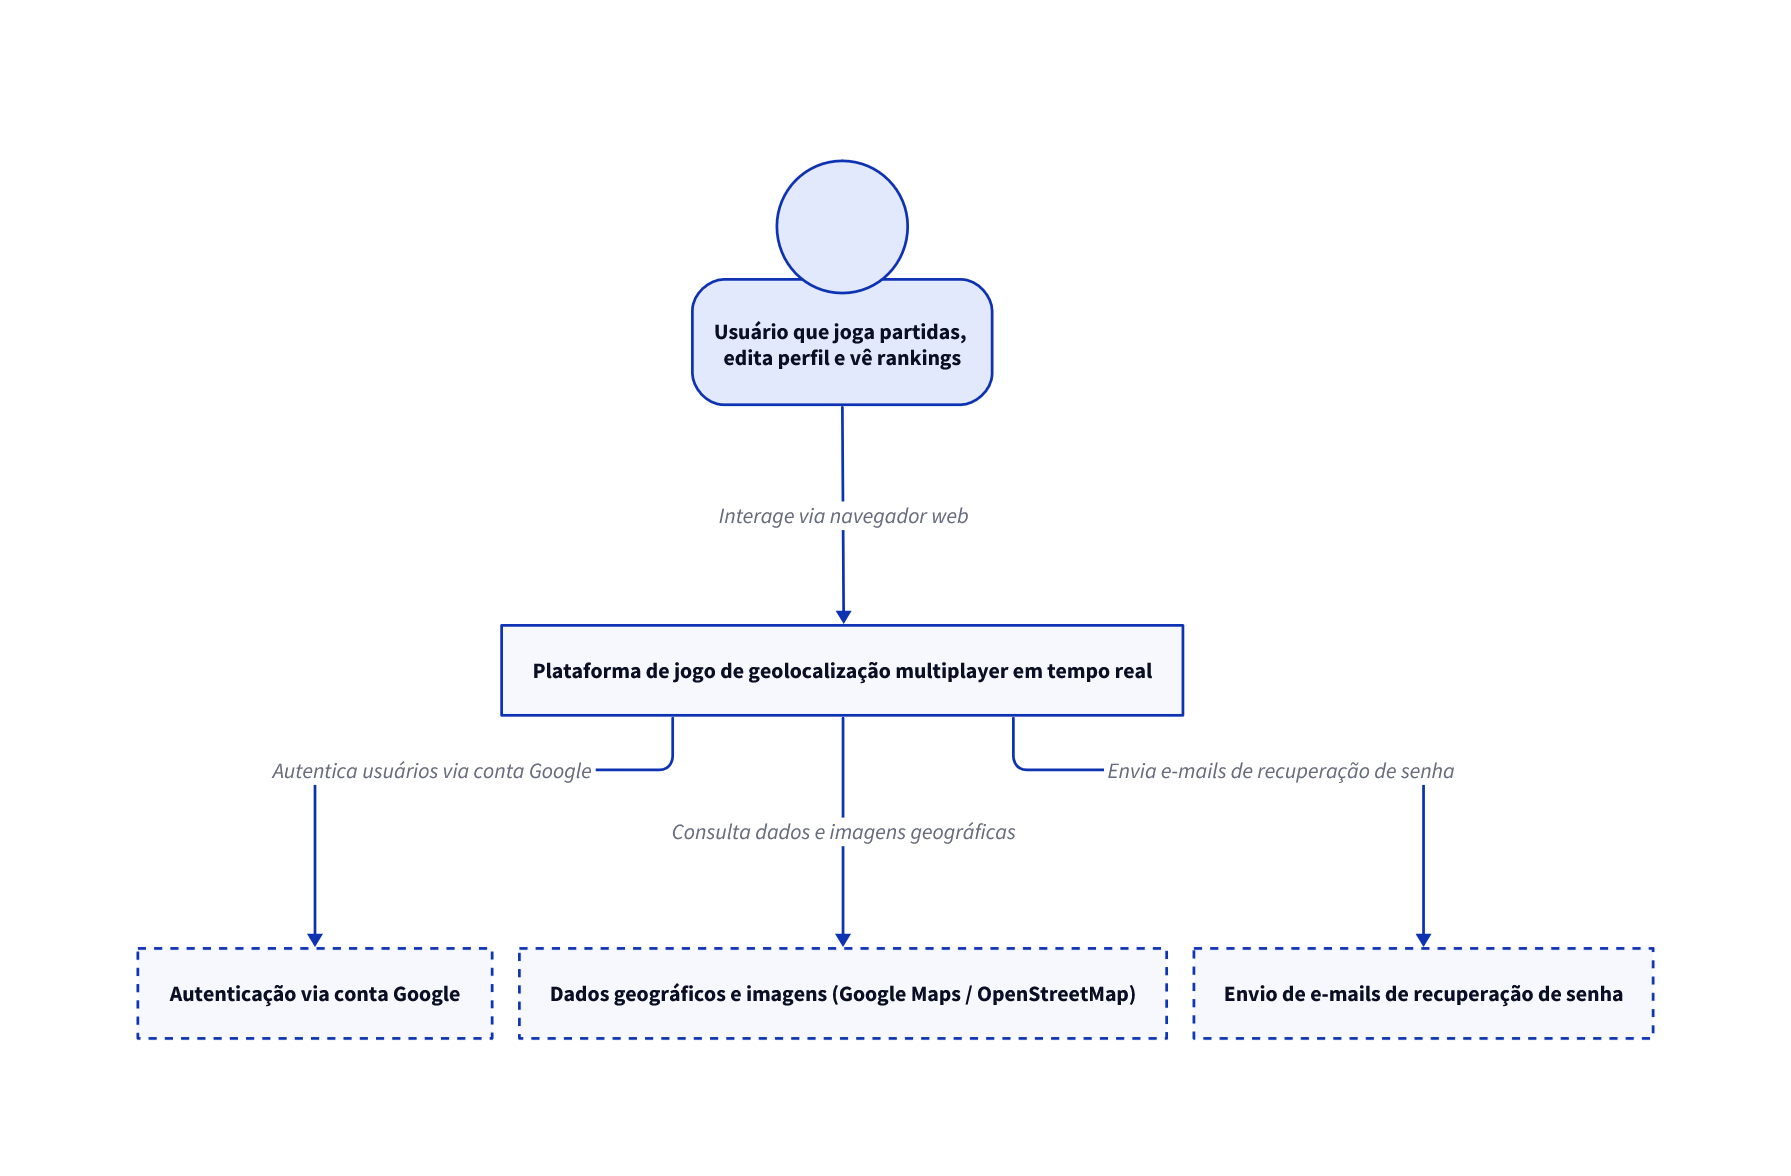 Usuário que joga partidas,
edita perfil e vê rankings
Interage via navegador web
Plataforma de jogo de geolocalização multiplayer em tempo real
Autentica usuários via conta Google
Envia e-mails de recuperação de senha
Consulta dados e imagens geográficas
Autenticação via conta Google
Dados geográficos e imagens (Google Maps / OpenStreetMap)
Envio de e-mails de recuperação de senha